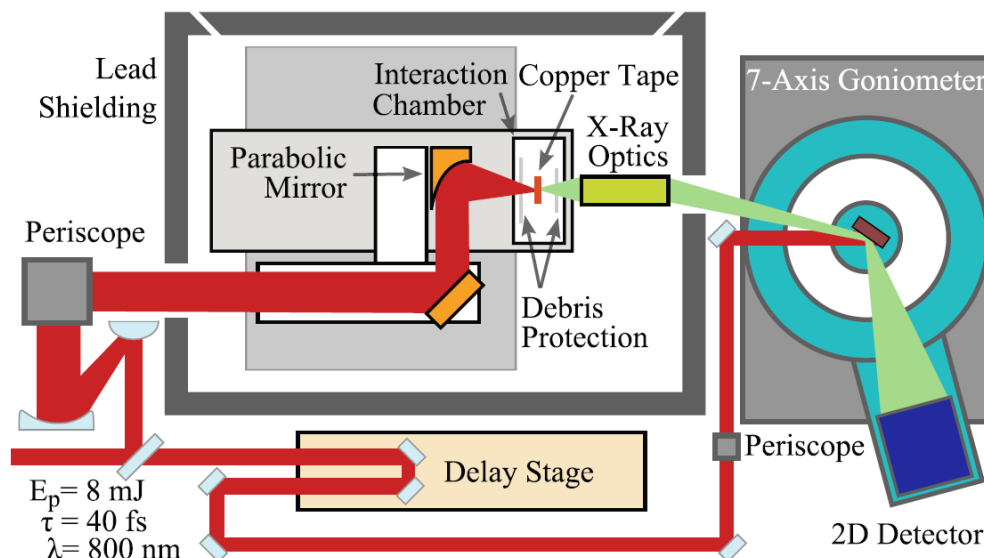 Lead
Shielding
Interaction
Chamber
Copper Tape
7-Axis Goniometer
X-Ray
Optics
Parabolic
Mirror
Periscope
Debris
Protection
Periscope
Delay Stage
E_p= 8 mJ
τ = 40 fs
λ= 800 nm
2D Detector